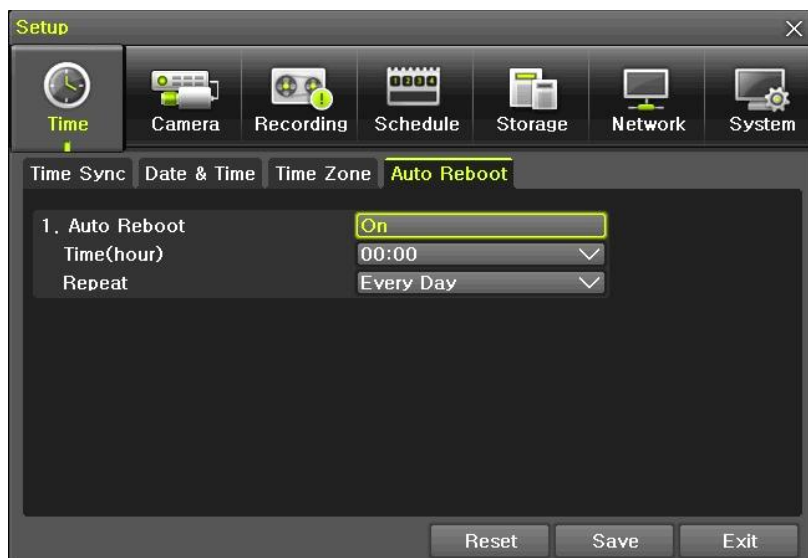 Setup
Time Camera Recording Schedule Storage Network System
Time Sync Date & Time Time Zone Auto Reboot
1. Auto Reboot On
Time(hour) 00:00
Repeat Every Day
Reset Save Exit